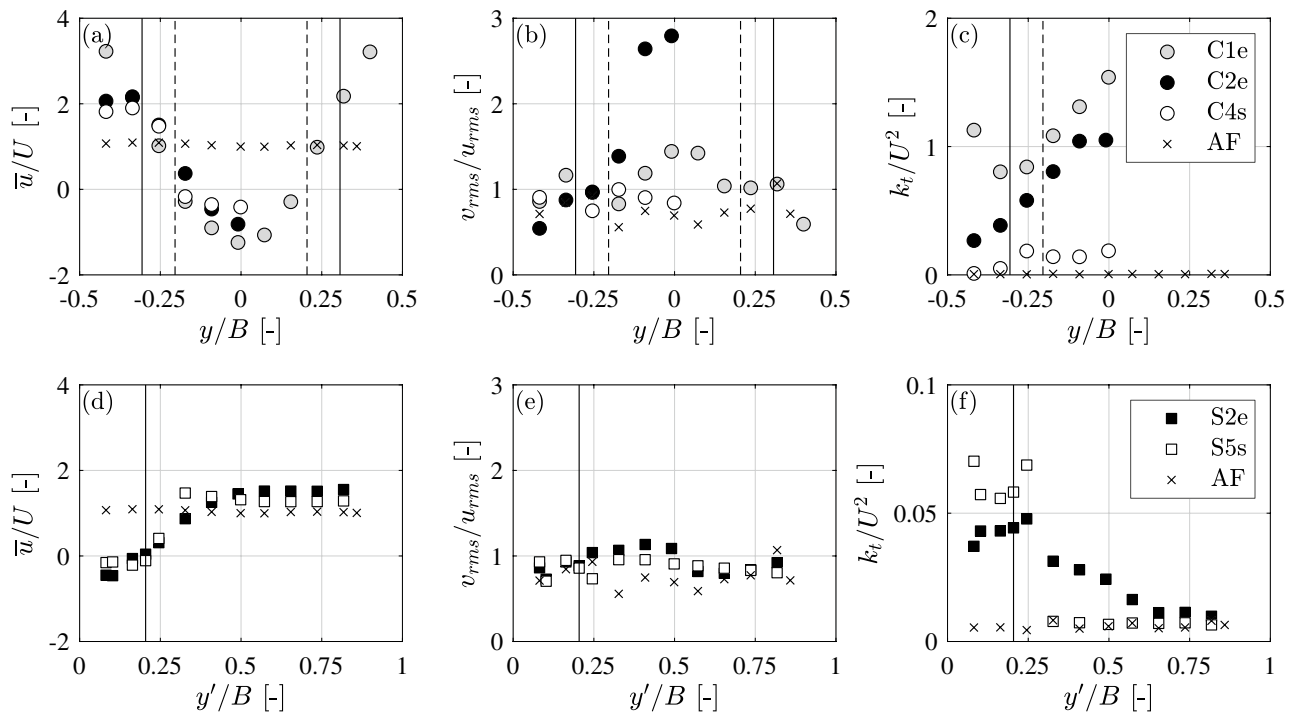 (a)
4
2
0
-2
u̅/U [-]
-0.5 -0.25 0 0.25 0.5
y/B [-]
(b)
3
2
1
0
v_rms/u_rms [-]
-0.5 -0.25 0 0.25 0.5
y/B [-]
(c)
2
1
0
k_t/U² [-]
C1e
C2e
C4s
AF
-0.5 -0.25 0 0.25 0.5
y/B [-]
(d)
4
2
0
-2
u̅/U [-]
0 0.25 0.5 0.75 1
y′/B [-]
(e)
3
2
1
0
v_rms/u_rms [-]
0 0.25 0.5 0.75 1
y′/B [-]
(f)
0.1
0.05
0
k_t/U² [-]
S2e
S5s
AF
0 0.25 0.5 0.75 1
y′/B [-]